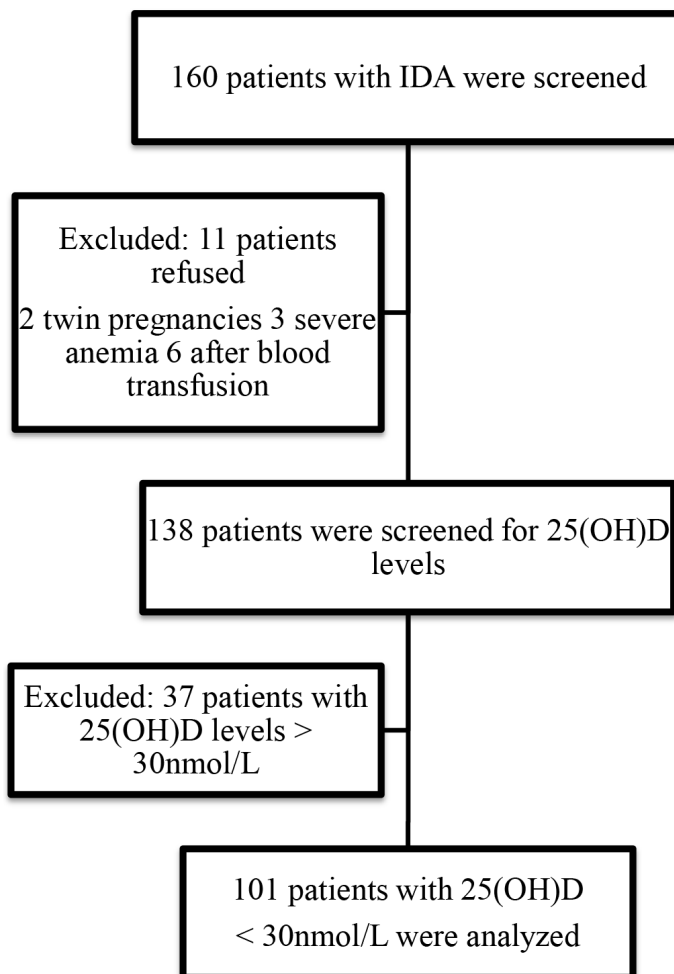 160 patients with IDA were screened
Excluded: 11 patients
refused
2 twin pregnancies 3 severe
anemia 6 after blood
transfusion
138 patients were screened for 25(OH)D
levels
Excluded: 37 patients with
25(OH)D levels >
30nmol/L
101 patients with 25(OH)D
< 30nmol/L were analyzed